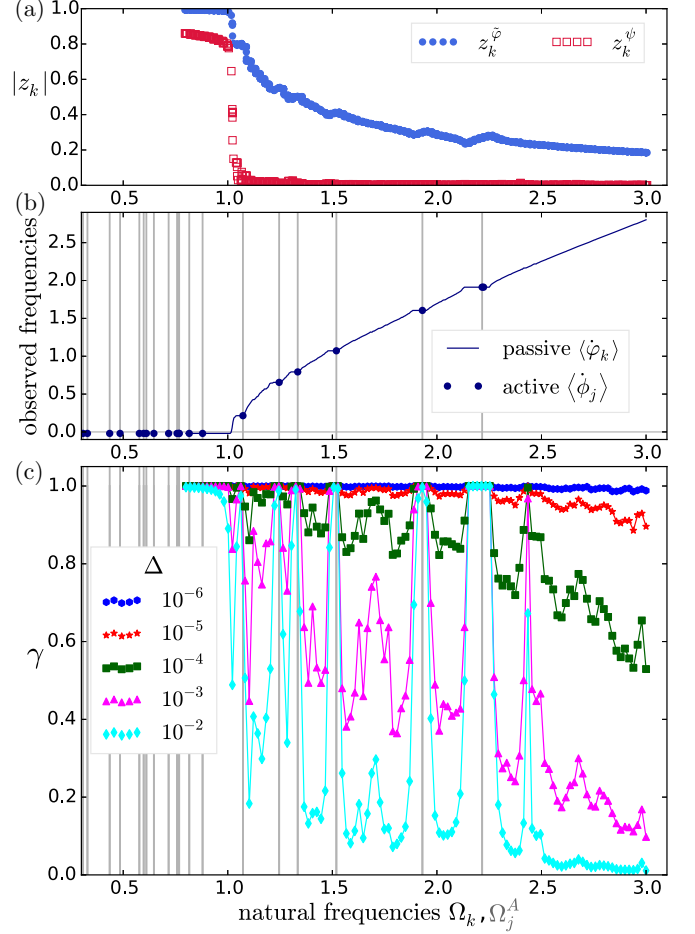 (a)
|z_k|
1.0
0.8
0.6
0.4
0.2
0.0
z_k^φ̃ z_k^ψ
0.5 1.0 1.5 2.0 2.5 3.0
(b)
observed frequencies
2.5
2.0
1.5
1.0
0.5
0.0
passive ⟨φ̇_k⟩
active ⟨ϕ̇_j⟩
0.5 1.0 1.5 2.0 2.5 3.0
(c)
γ
1.0
0.8
0.6
0.4
0.2
0.0
Δ
10^-6
10^-5
10^-4
10^-3
10^-2
0.5 1.0 1.5 2.0 2.5 3.0
natural frequencies Ω_k, Ω_j^A